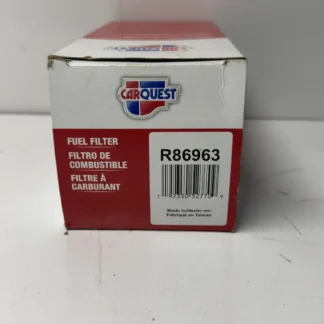 CARQUEST
FUEL FILTER
FILTRO DE
COMBUSTIBLE
FILTRE À
CARBURANT
R86963
Made in/Hecho en/
Fabriqué en Taiwan